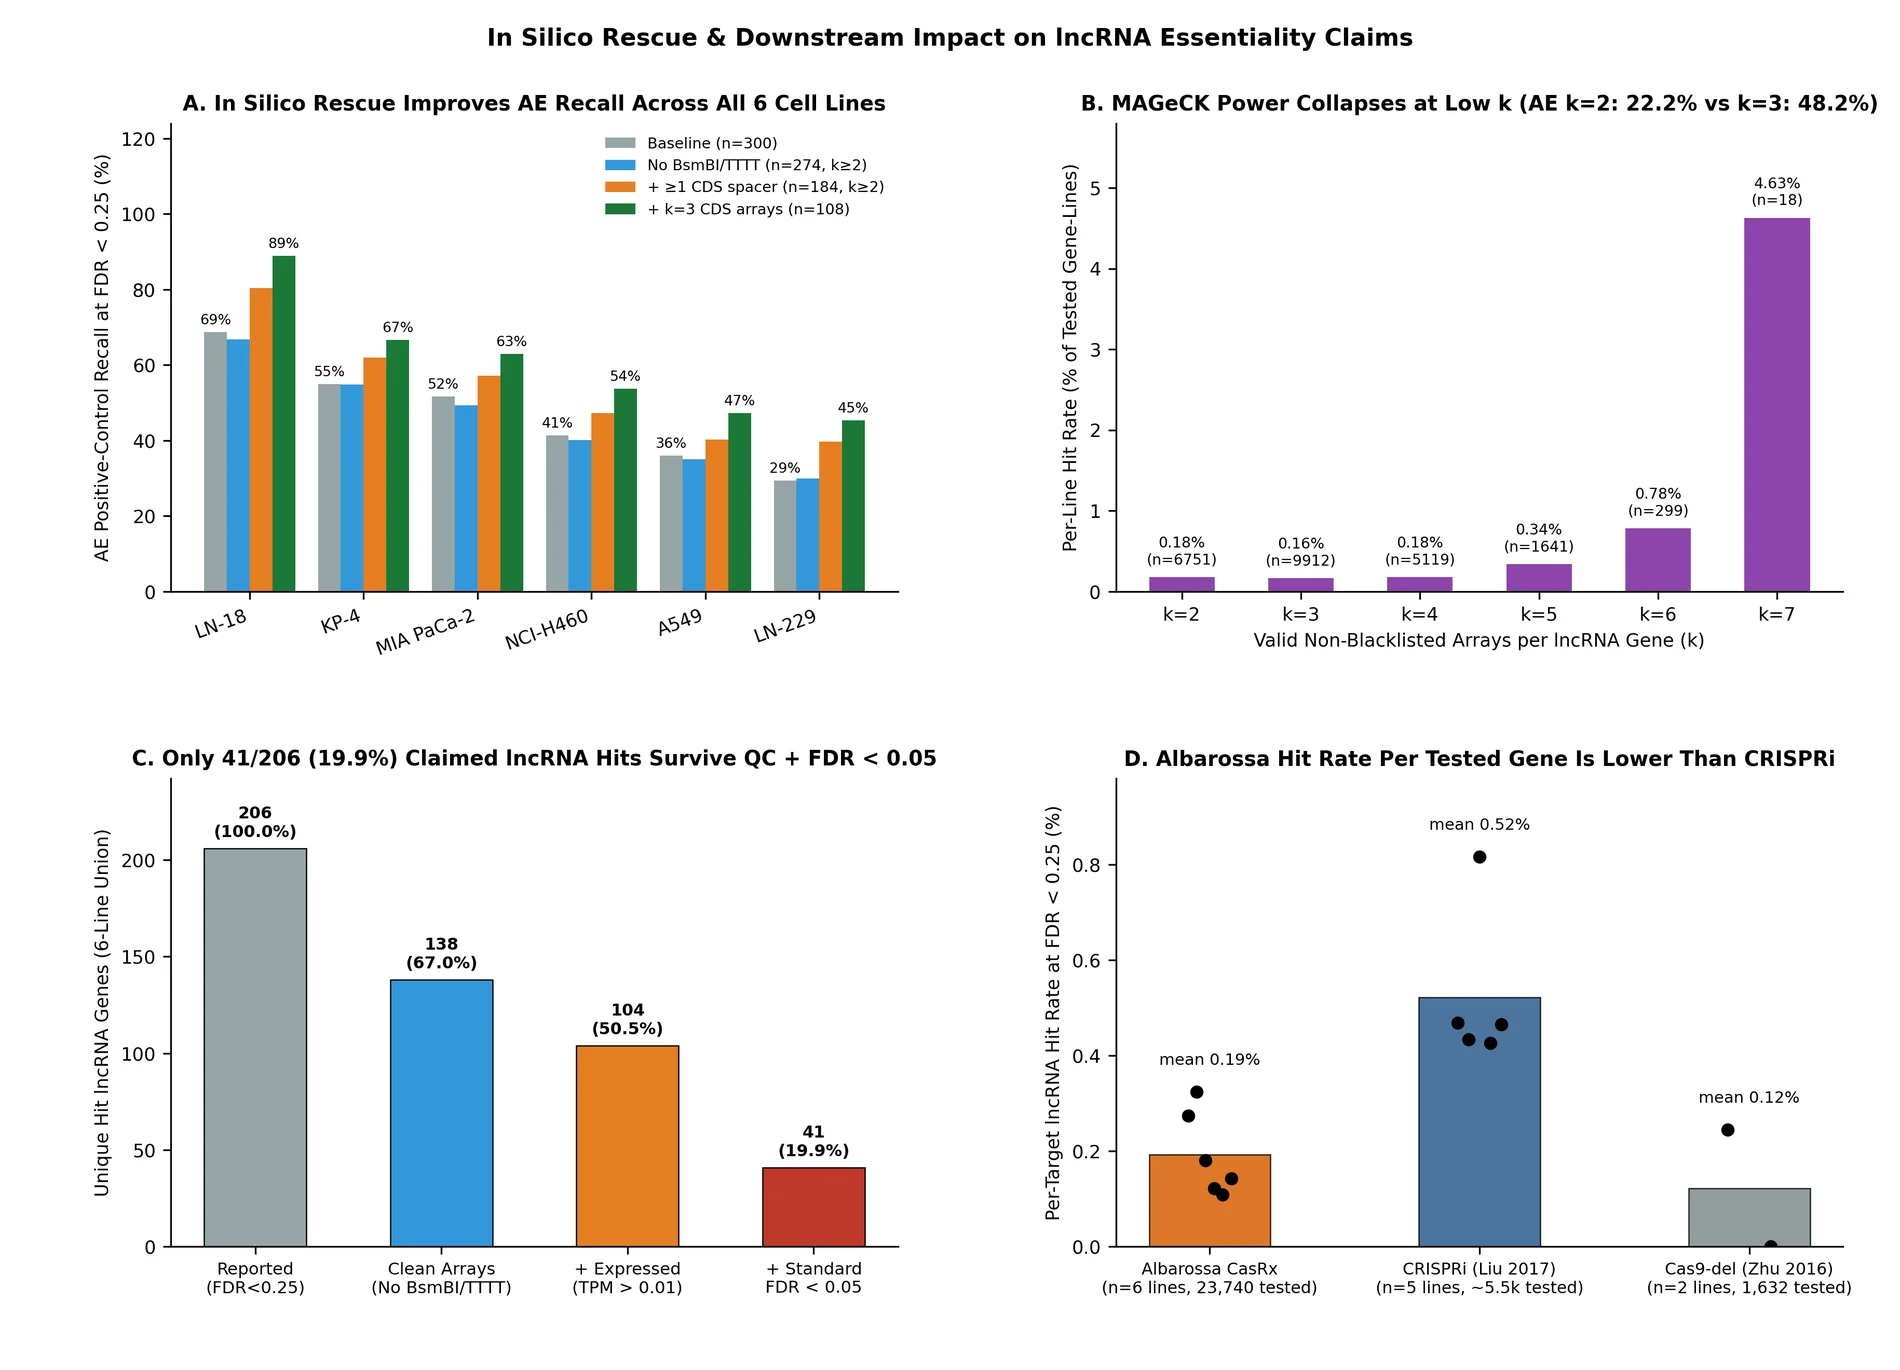 In Silico Rescue & Downstream Impact on lncRNA Essentiality Claims
A. In Silico Rescue Improves AE Recall Across All 6 Cell Lines
AE Positive-Control Recall at FDR < 0.25 (%)
120
100
80
60
40
20
0
Baseline (n=300)
No BsmBI/TTTT (n=274, k≥2)
+ ≥1 CDS spacer (n=184, k≥2)
+ k=3 CDS arrays (n=108)
69%
89%
55%
67%
52%
63%
41%
54%
36%
47%
29%
45%
LN-18
KP-4
MIA PaCa-2
NCI-H460
A549
LN-229
B. MAGeCK Power Collapses at Low k (AE k=2: 22.2% vs k=3: 48.2%)
Per-Line Hit Rate (% of Tested Gene-Lines)
5
4
3
2
1
0
0.18%
(n=6751)
0.16%
(n=9912)
0.18%
(n=5119)
0.34%
(n=1641)
0.78%
(n=299)
4.63%
(n=18)
k=2
k=3
k=4
k=5
k=6
k=7
Valid Non-Blacklisted Arrays per lncRNA Gene (k)
C. Only 41/206 (19.9%) Claimed lncRNA Hits Survive QC + FDR < 0.05
Unique Hit lncRNA Genes (6-Line Union)
200
150
100
50
0
206
(100.0%)
138
(67.0%)
104
(50.5%)
41
(19.9%)
Reported
(FDR<0.25)
Clean Arrays
(No BsmBI/TTTT)
+ Expressed
(TPM > 0.01)
+ Standard
FDR < 0.05
D. Albarossa Hit Rate Per Tested Gene Is Lower Than CRISPRi
Per-Target lncRNA Hit Rate at FDR < 0.25 (%)
0.8
0.6
0.4
0.2
0.0
mean 0.19%
mean 0.52%
mean 0.12%
Albarossa CasRx
(n=6 lines, 23,740 tested)
CRISPRi (Liu 2017)
(n=5 lines, ~5.5k tested)
Cas9-del (Zhu 2016)
(n=2 lines, 1,632 tested)